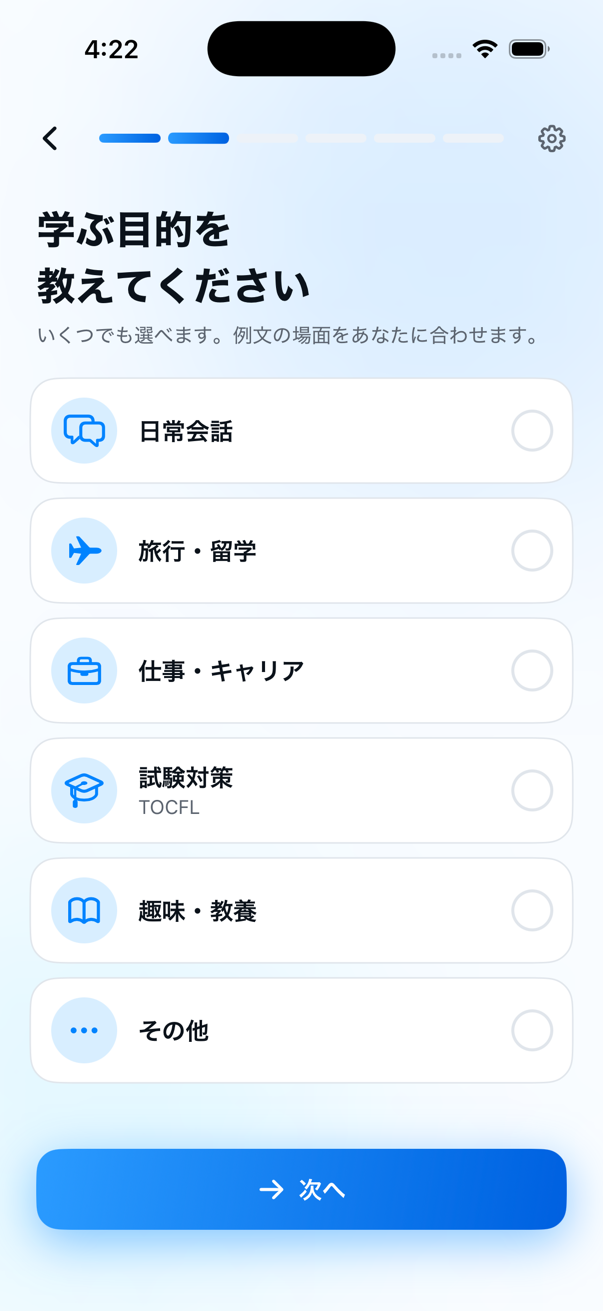 4:22
学ぶ目的を
教えてください
いくつでも選べます。例文の場面をあなたに合わせます。
日常会話
旅行・留学
仕事・キャリア
試験対策
TOCFL
趣味・教養
その他
次へ